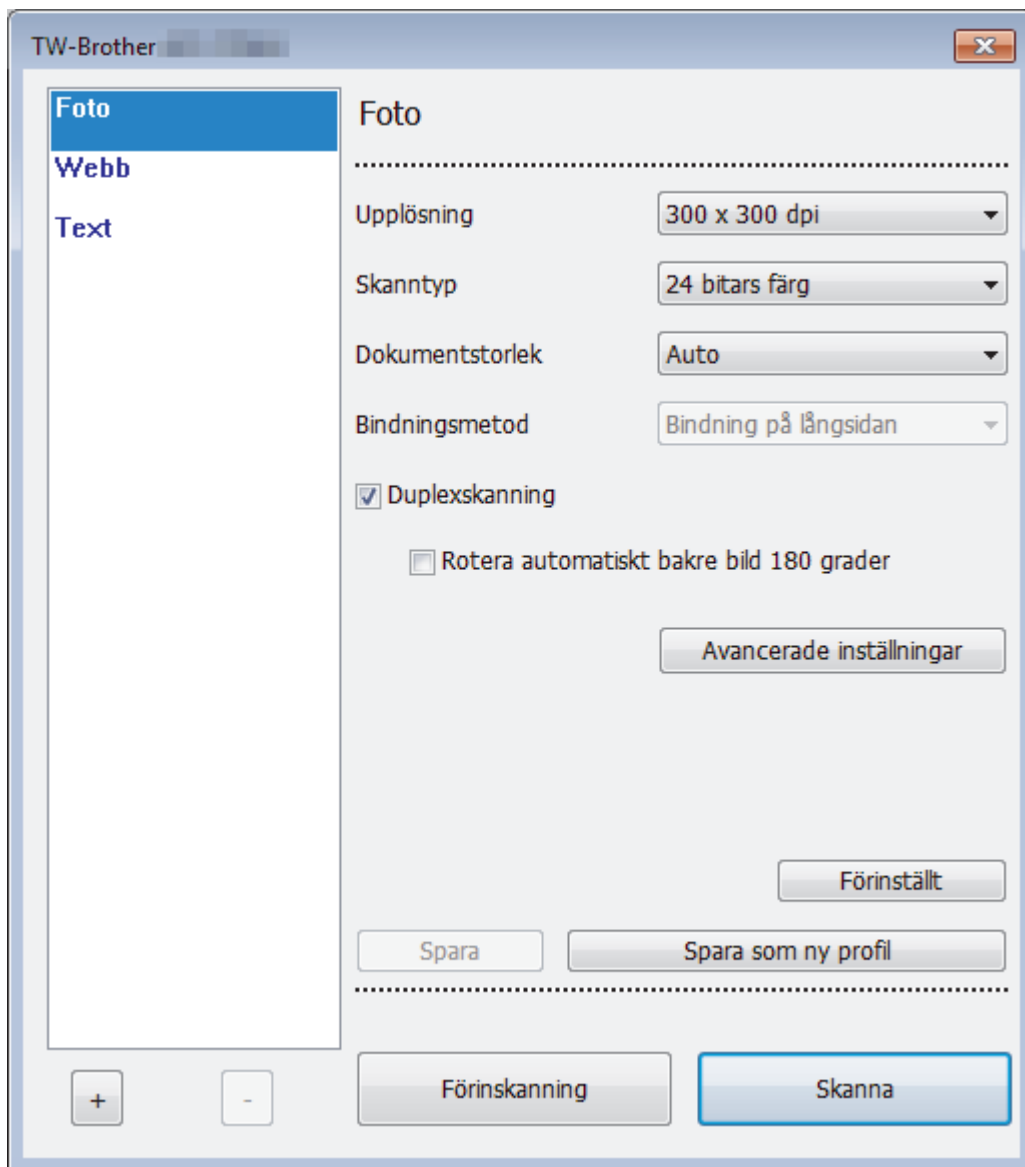 TW-Brother
Foto
Webb
Text
Foto
Upplösning 300 x 300 dpi
Skanntyp 24 bitars färg
Dokumentstorlek Auto
Bindningsmetod Bindning på långsidan
Duplexskanning
Rotera automatiskt bakre bild 180 grader
Avancerade inställningar
Förinställt
Spara Spara som ny profil
+ - Förinskanning Skanna